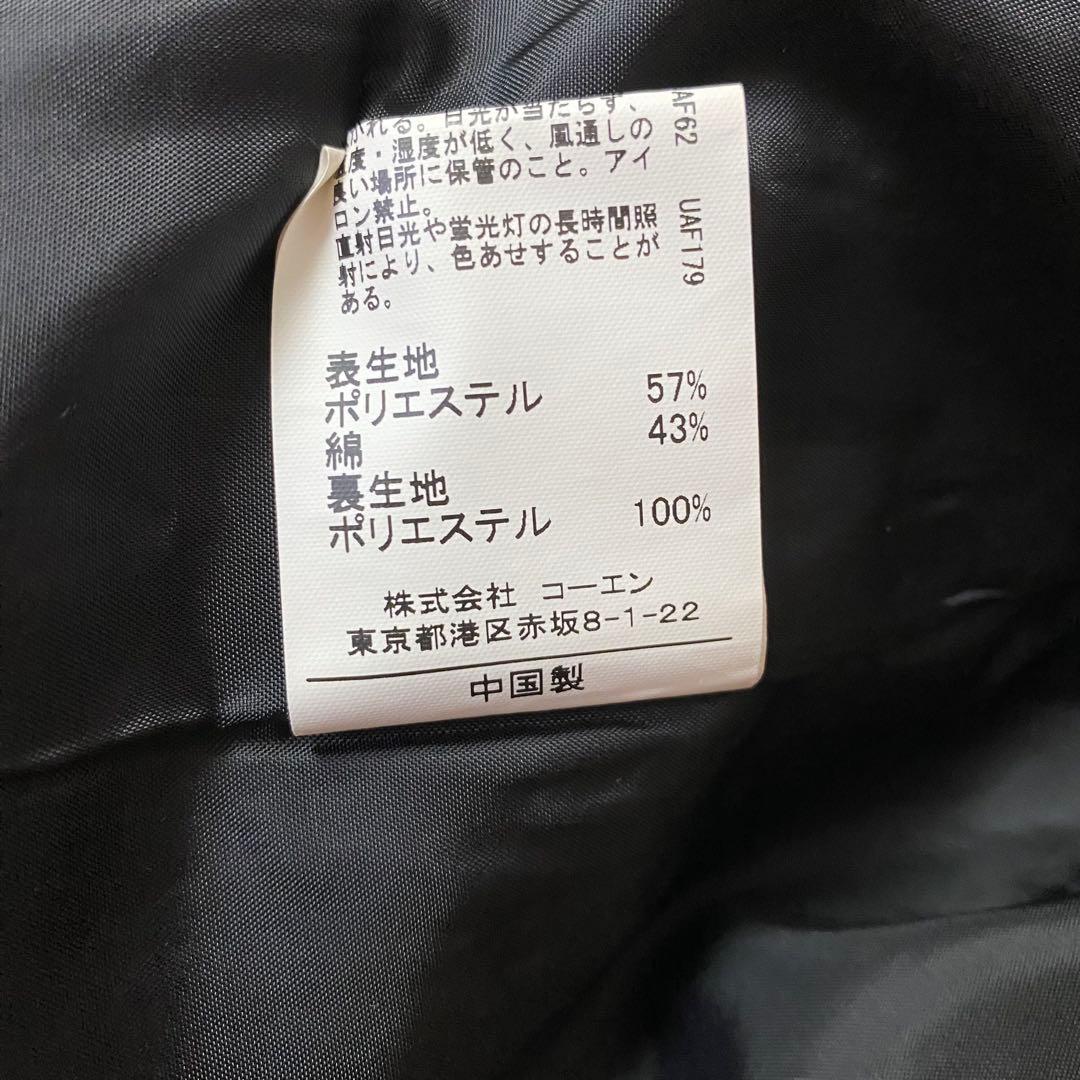 かれる。日光が当たらず、
温度・湿度が低く、風通しの
良い場所に保管のこと。アイ
ロン禁止。
直射日光や蛍光灯の長時間照
射により、色あせすることが
ある。
AF62 UAF179
表生地
ポリエステル 57%
綿 43%
裏生地
ポリエステル 100%
株式会社 コーエン
東京都港区赤坂8-1-22
中国製